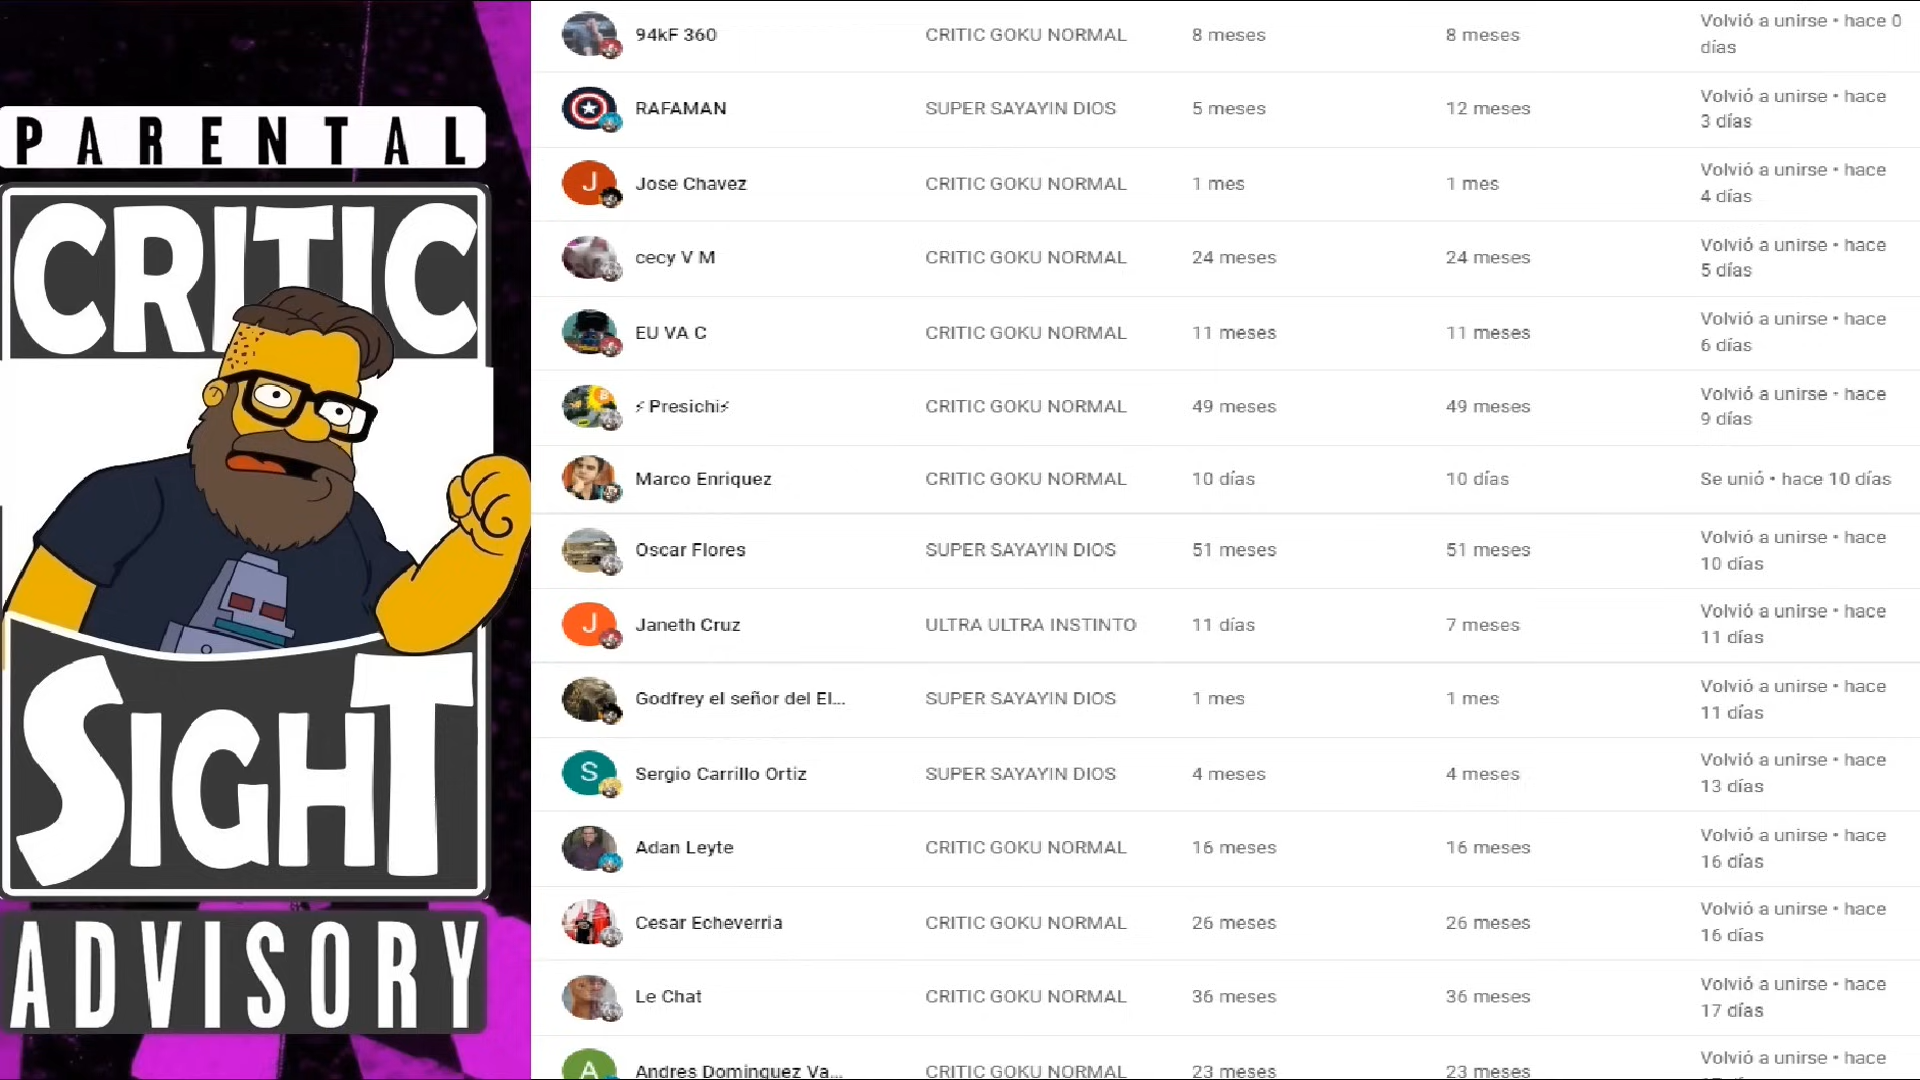 PARENTAL
CRITIC
SIGHT
ADVISORY
94kF 360 CRITIC GOKU NORMAL 8 meses 8 meses Volvió a unirse • hace 0
días
RAFAMAN SUPER SAYAYIN DIOS 5 meses 12 meses Volvió a unirse • hace
3 días
J Jose Chavez CRITIC GOKU NORMAL 1 mes 1 mes Volvió a unirse • hace
4 días
cecy V M CRITIC GOKU NORMAL 24 meses 24 meses Volvió a unirse • hace
5 días
EU VA C CRITIC GOKU NORMAL 11 meses 11 meses Volvió a unirse • hace
6 días
⚡Presichi⚡ CRITIC GOKU NORMAL 49 meses 49 meses Volvió a unirse • hace
9 días
Marco Enriquez CRITIC GOKU NORMAL 10 días 10 días Se unió • hace 10 días
Oscar Flores SUPER SAYAYIN DIOS 51 meses 51 meses Volvió a unirse • hace
10 días
J Janeth Cruz ULTRA ULTRA INSTINTO 11 días 7 meses Volvió a unirse • hace
11 días
Godfrey el señor del El... SUPER SAYAYIN DIOS 1 mes 1 mes Volvió a unirse • hace
11 días
S Sergio Carrillo Ortiz SUPER SAYAYIN DIOS 4 meses 4 meses Volvió a unirse • hace
13 días
Adan Leyte CRITIC GOKU NORMAL 16 meses 16 meses Volvió a unirse • hace
16 días
Cesar Echeverria CRITIC GOKU NORMAL 26 meses 26 meses Volvió a unirse • hace
16 días
Le Chat CRITIC GOKU NORMAL 36 meses 36 meses Volvió a unirse • hace
17 días
A Andres Dominguez Va... CRITIC GOKU NORMAL 23 meses 23 meses Volvió a unirse • hace